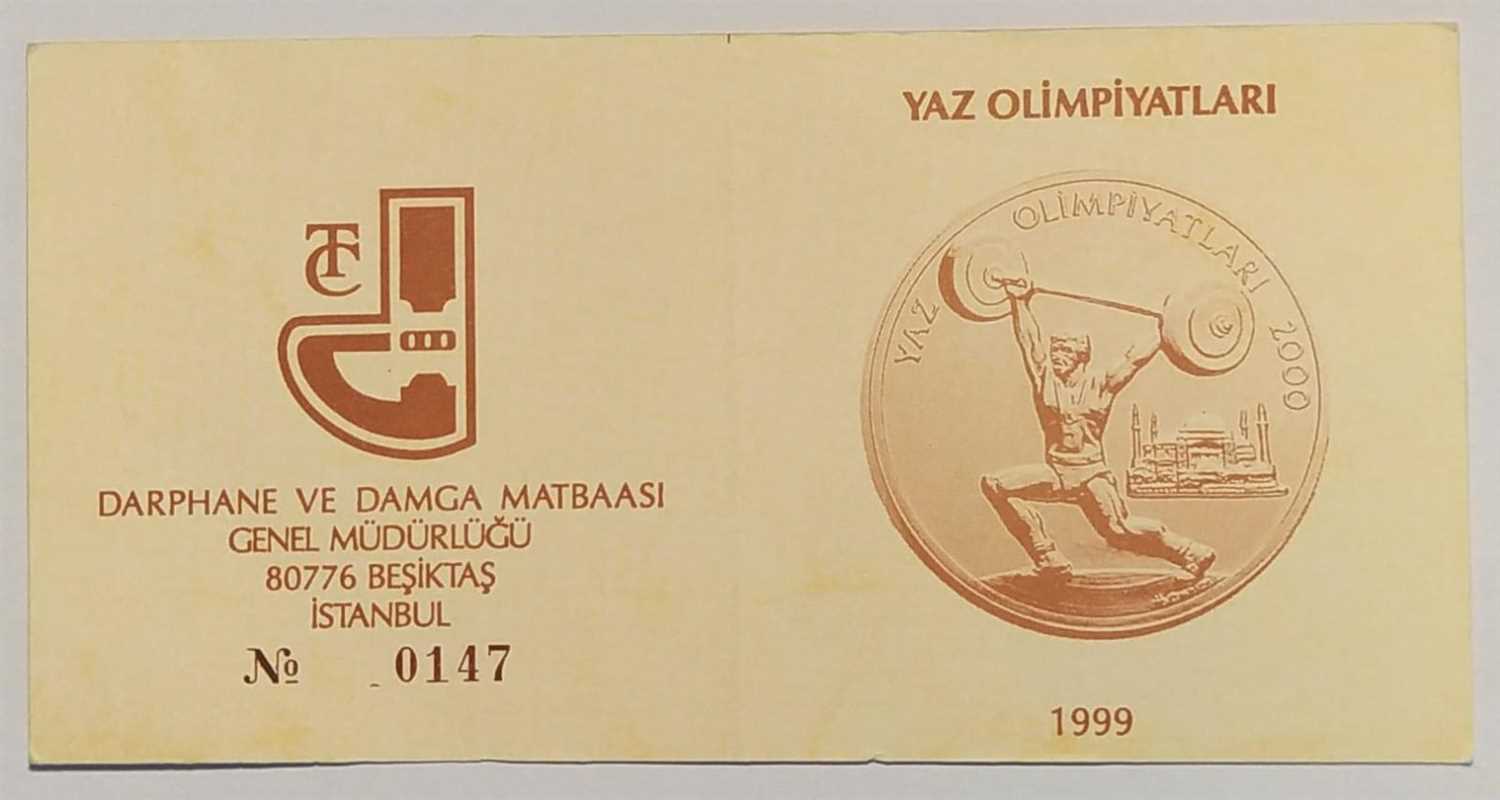 TC
DARPHANE VE DAMGA MATBAASI
GENEL MÜDÜRLÜĞÜ
80776 BEŞİKTAŞ
İSTANBUL
№ 0147
YAZ OLİMPİYATLARI
YAZ OLİMPİYATLARI 2000
1999